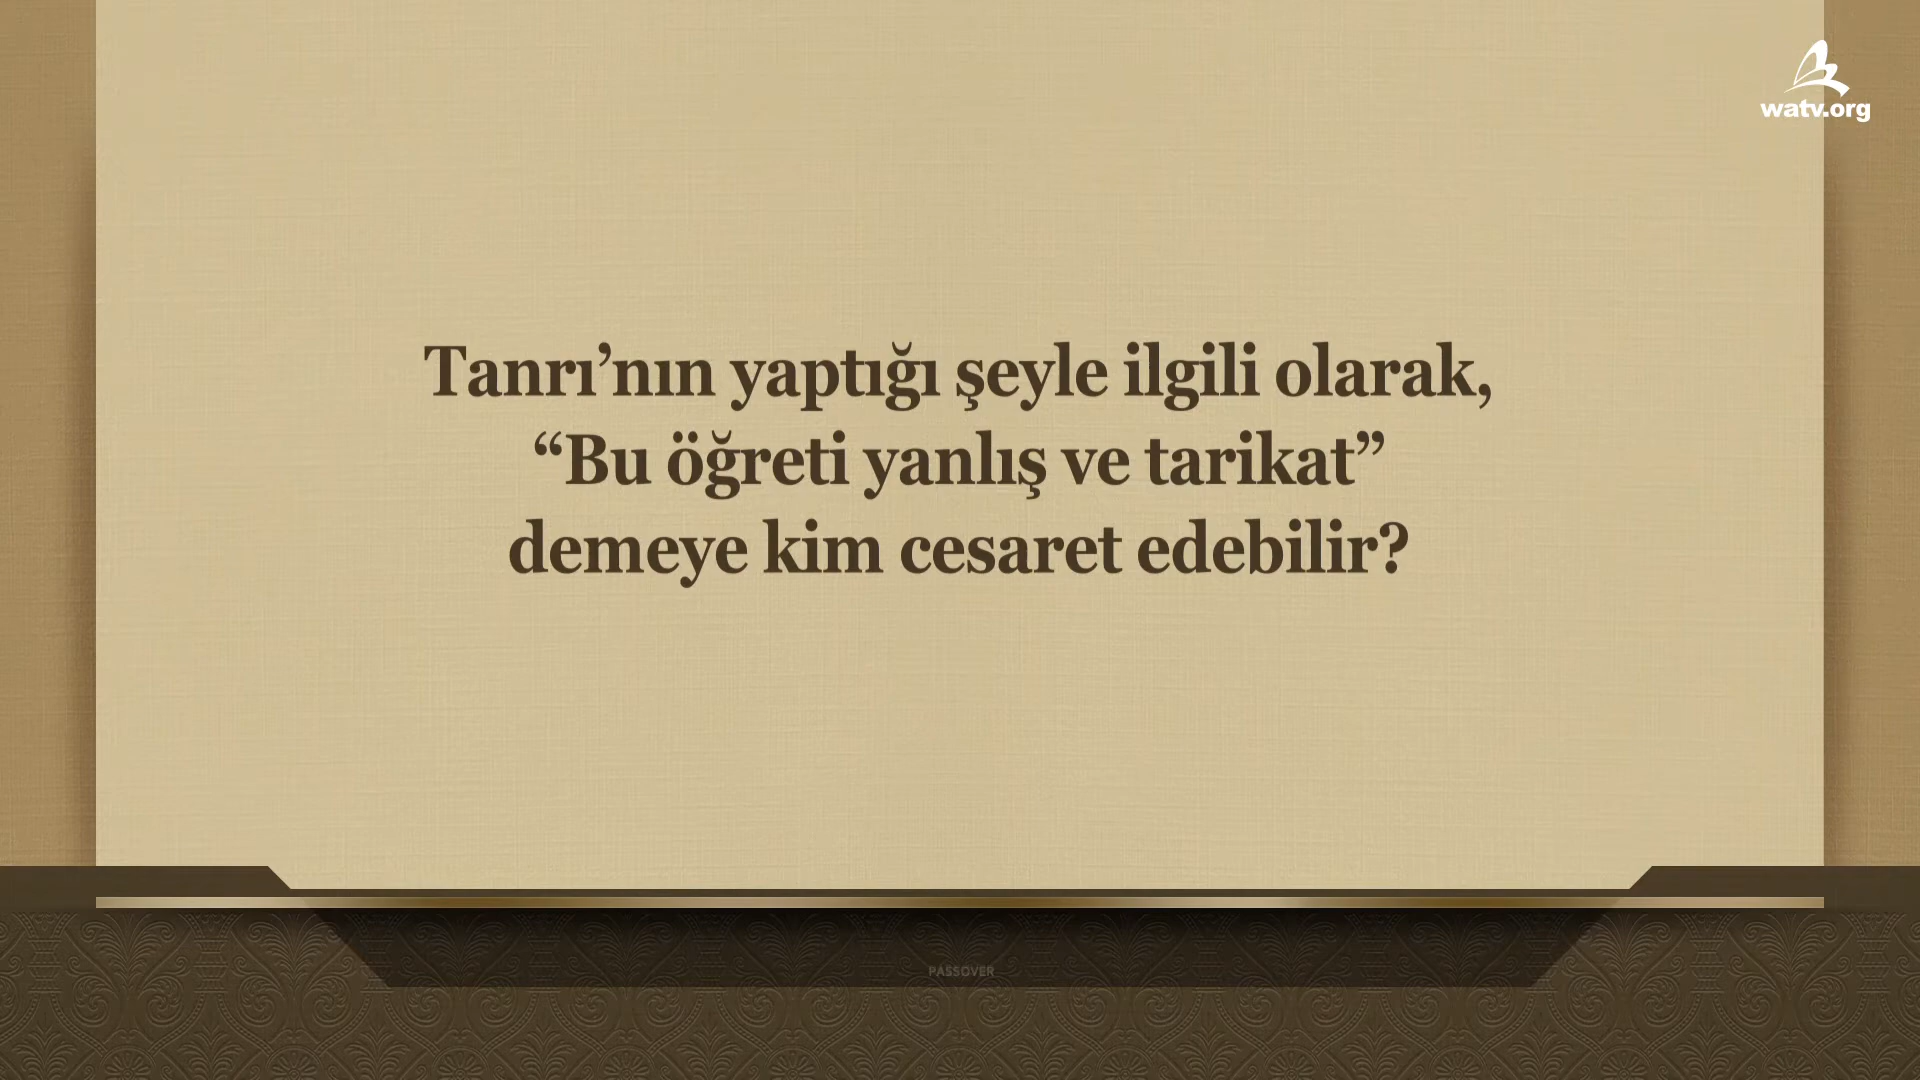 watv.org
Tanrı’nın yaptığı şeyle ilgili olarak,
“Bu öğreti yanlış ve tarikat”
demeye kim cesaret edebilir?
PASSOVER